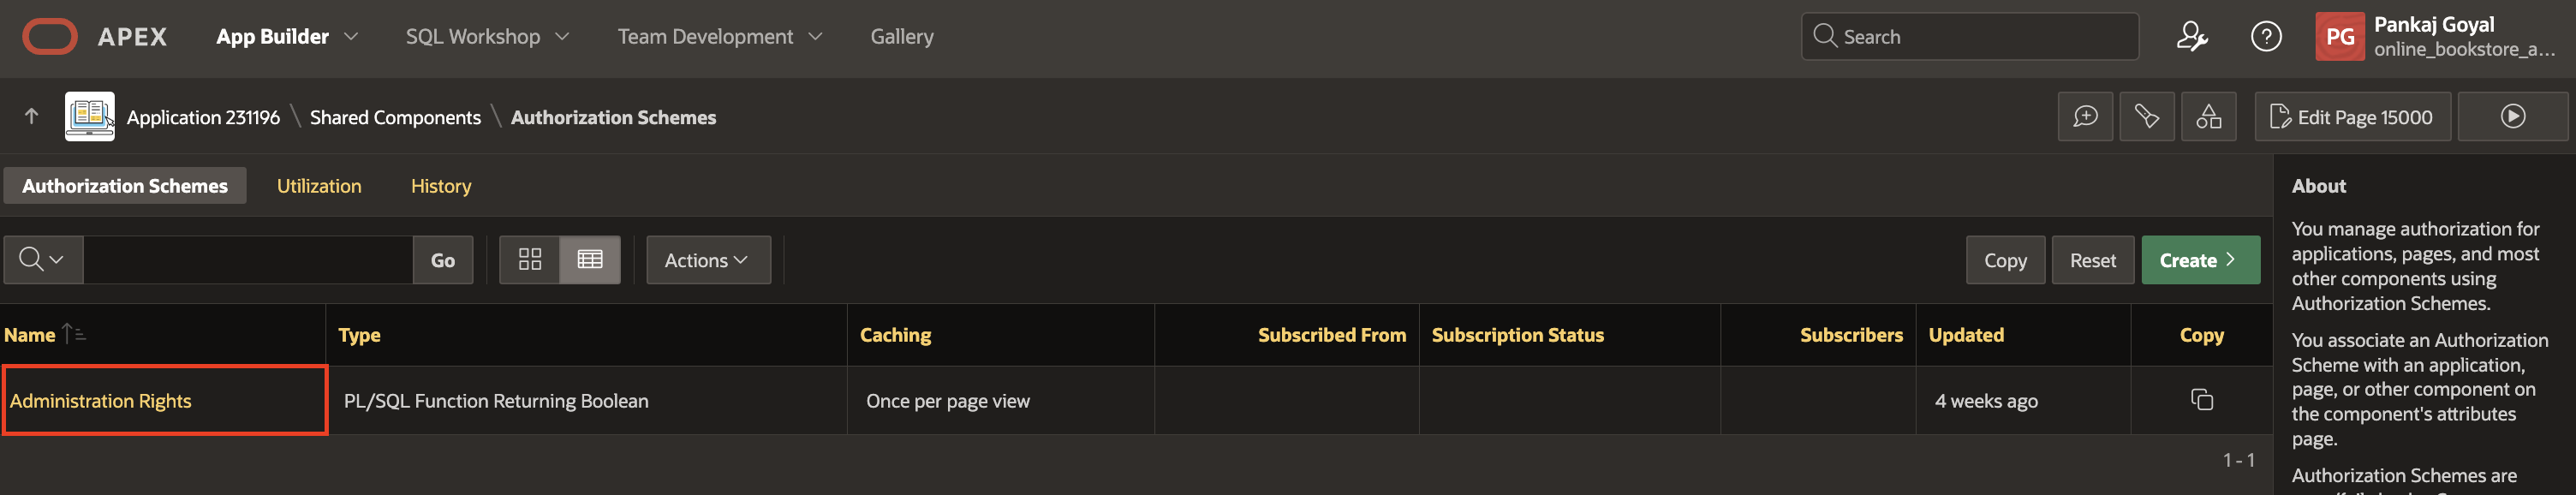 APEX
App Builder
SQL Workshop
Team Development
Gallery
Search
PG
Pankaj Goyal
online_bookstore_a...
Application 231196 \ Shared Components \ Authorization Schemes
Edit Page 15000
Authorization Schemes
Utilization
History
Go
Actions
Copy
Reset
Create
Name
Type
Caching
Subscribed From
Subscription Status
Subscribers
Updated
Copy
Administration Rights
PL/SQL Function Returning Boolean
Once per page view
4 weeks ago
1 - 1
About
You manage authorization for
applications, pages, and most
other components using
Authorization Schemes.
You associate an Authorization
Scheme with an application,
page, or other component on
the component's attributes
page.
Authorization Schemes are